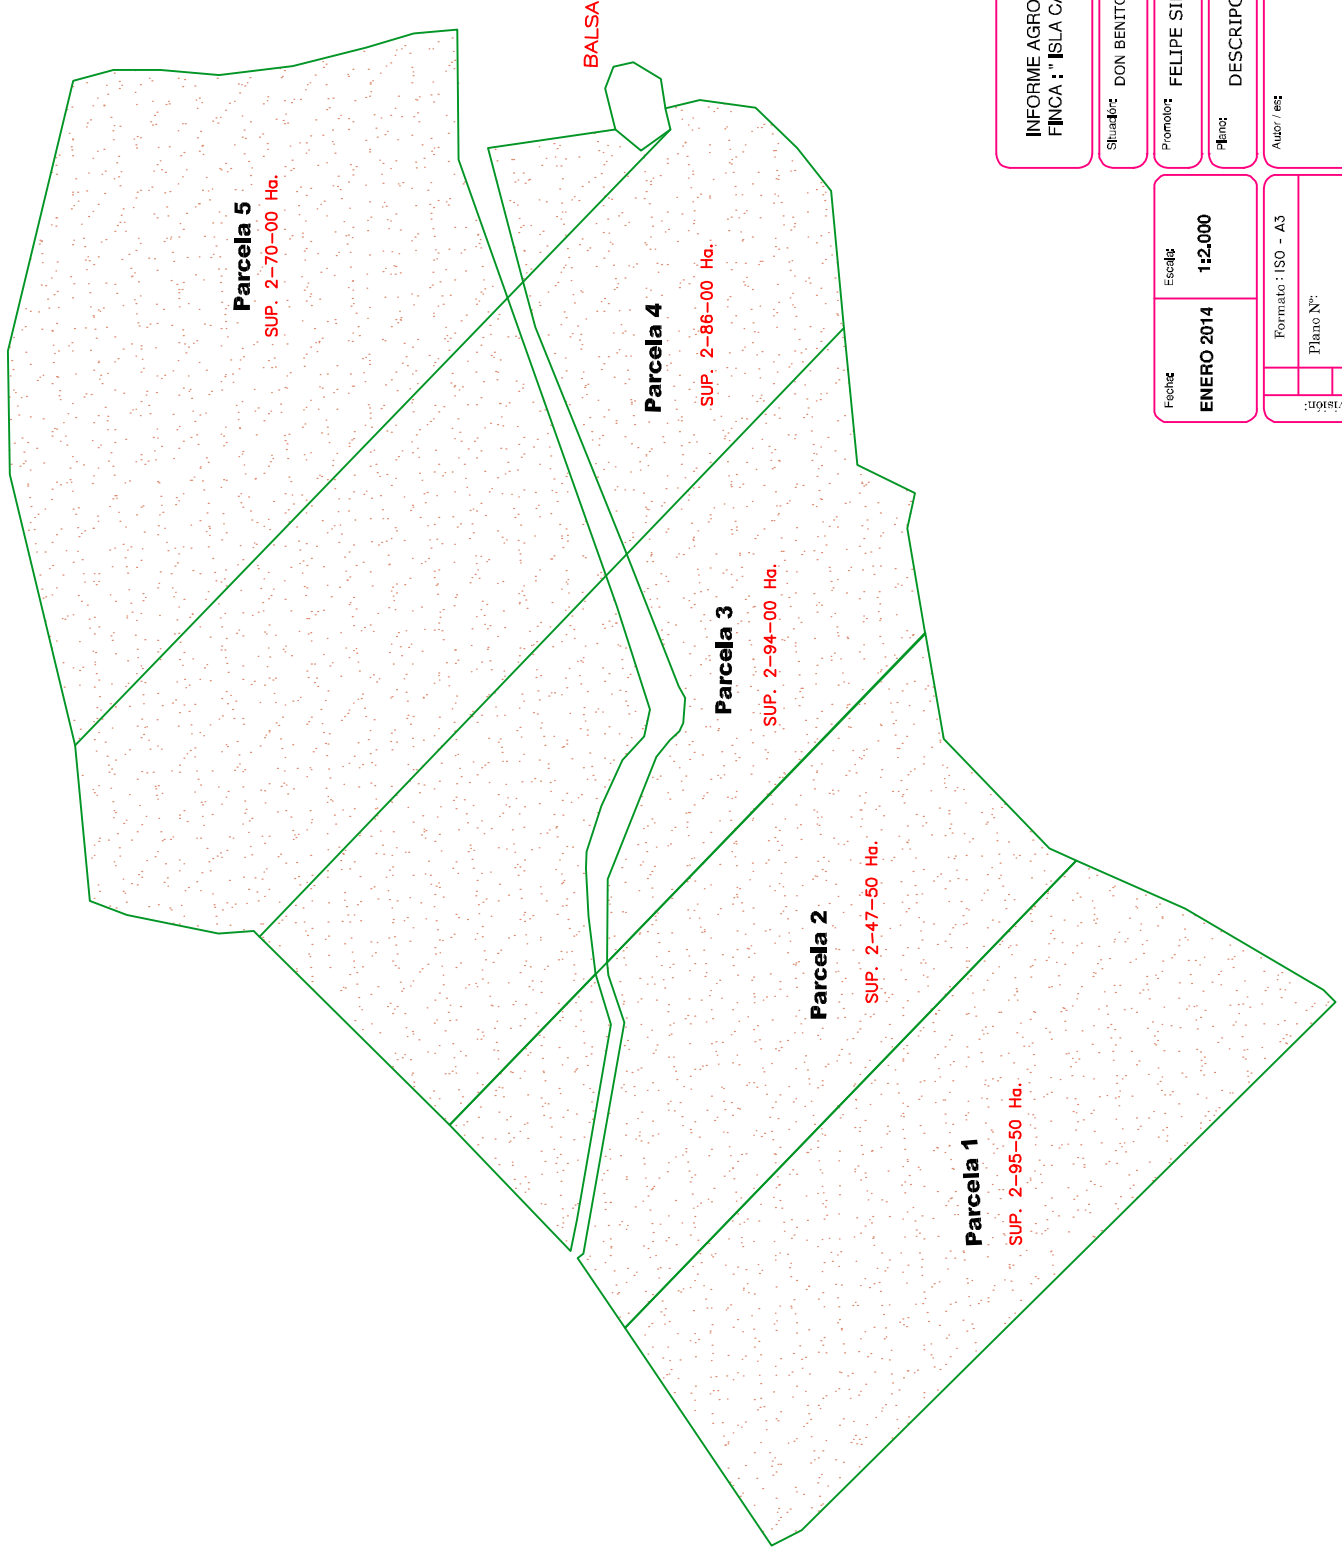 BALSA
Parcela 5
SUP. 2-70-00 Ha.
Parcela 4
SUP. 2-86-00 Ha.
Parcela 3
SUP. 2-94-00 Ha.
Parcela 2
SUP. 2-47-50 Ha.
Parcela 1
SUP. 2-95-50 Ha.
INFORME AGRO
FINCA : " ISLA CA
Situación: DON BENITO
Promotor: FELIPE SI
Plano: DESCRIPC
Autor / es:
Fecha: ENERO 2014
Escala: 1:2.000
Formato : ISO - A3
Plano Nº:
visión: